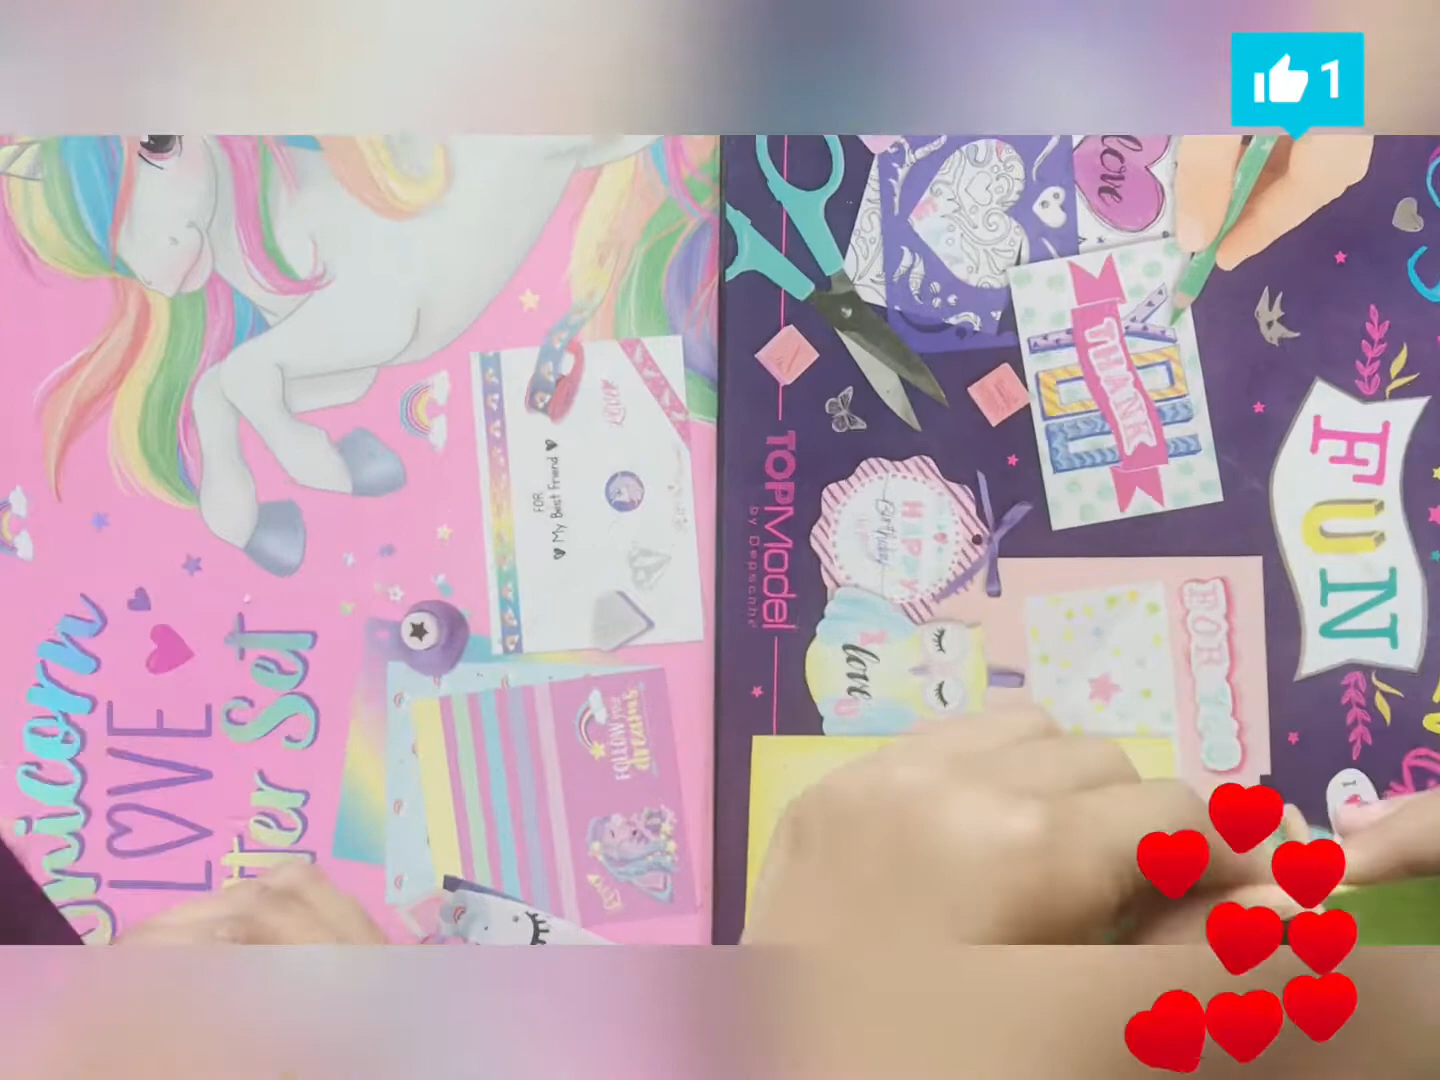 1
Unicorn
LOVE
Letter Set
FOR
My Best Friend
FOLLOW your
dreams
TOPModel
by Depesche
love
THANK
YOU
HAPPY
Birthday
love
FOR YOU
FUN
I